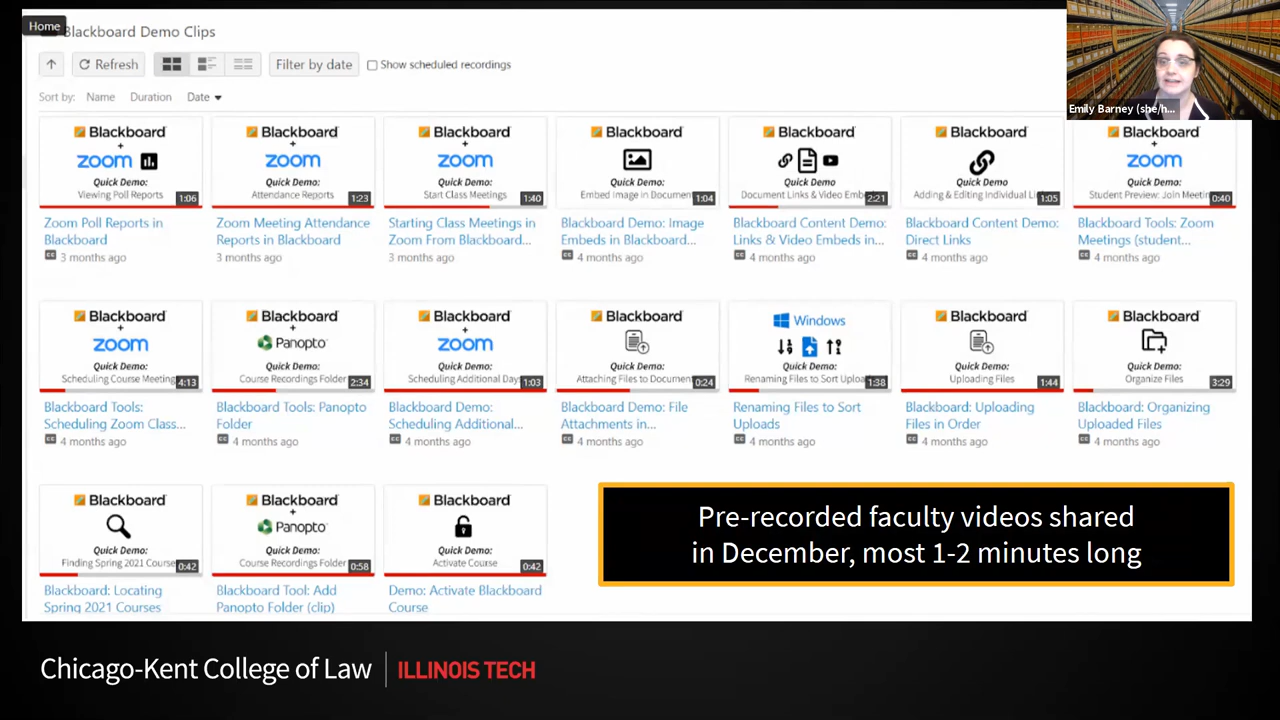 Home
Blackboard Demo Clips
Refresh
Filter by date
Show scheduled recordings
Sort by: Name Duration Date
Emily Barney (she/h...
Blackboard
+
zoom
Quick Demo:
Viewing Poll Reports
1:06
Zoom Poll Reports in
Blackboard
CC 3 months ago
Blackboard
+
zoom
Quick Demo:
Attendance Reports
1:23
Zoom Meeting Attendance
Reports in Blackboard
3 months ago
Blackboard
+
zoom
Quick Demo:
Start Class Meetings
1:40
Starting Class Meetings in
Zoom From Blackboard...
3 months ago
Blackboard
Quick Demo:
Embed Image in Documen
1:04
Blackboard Demo: Image
Embeds in Blackboard...
CC 4 months ago
Blackboard
Quick Demo
Document Links & Video Emb
2:21
Blackboard Content Demo:
Links & Video Embeds in...
CC 4 months ago
Blackboard
Quick Demo
Adding & Editing Individual Li
1:05
Blackboard Content Demo:
Direct Links
CC 4 months ago
Blackboard
+
zoom
Quick Demo:
Student Preview: Join Meet
0:40
Blackboard Tools: Zoom
Meetings (student...
CC 4 months ago
Blackboard
+
zoom
Quick Demo:
Scheduling Course Meeting
4:13
Blackboard Tools:
Scheduling Zoom Class...
CC 4 months ago
Blackboard
+
Panopto
Quick Demo:
Course Recordings Folder
2:34
Blackboard Tools: Panopto
Folder
CC 4 months ago
Blackboard
+
zoom
Quick Demo:
Scheduling Additional Day
1:03
Blackboard Demo:
Scheduling Additional...
CC 4 months ago
Blackboard
Quick Demo:
Attaching Files to Documen
0:24
Blackboard Demo: File
Attachments in...
CC 4 months ago
Windows
Quick Demo:
Renaming Files to Sort Uploa
1:38
Renaming Files to Sort
Uploads
CC 4 months ago
Blackboard
Quick Demo:
Uploading Files
1:44
Blackboard: Uploading
Files in Order
CC 4 months ago
Blackboard
Quick Demo:
Organize Files
3:29
Blackboard: Organizing
Uploaded Files
CC 4 months ago
Blackboard
Quick Demo:
Finding Spring 2021 Course
0:42
Blackboard: Locating
Spring 2021 Courses
Blackboard
+
Panopto
Quick Demo:
Course Recordings Folder
0:58
Blackboard Tool: Add
Panopto Folder (clip)
Blackboard
Quick Demo:
Activate Course
0:42
Demo: Activate Blackboard
Course
Pre-recorded faculty videos shared
in December, most 1-2 minutes long
Chicago-Kent College of Law | ILLINOIS TECH